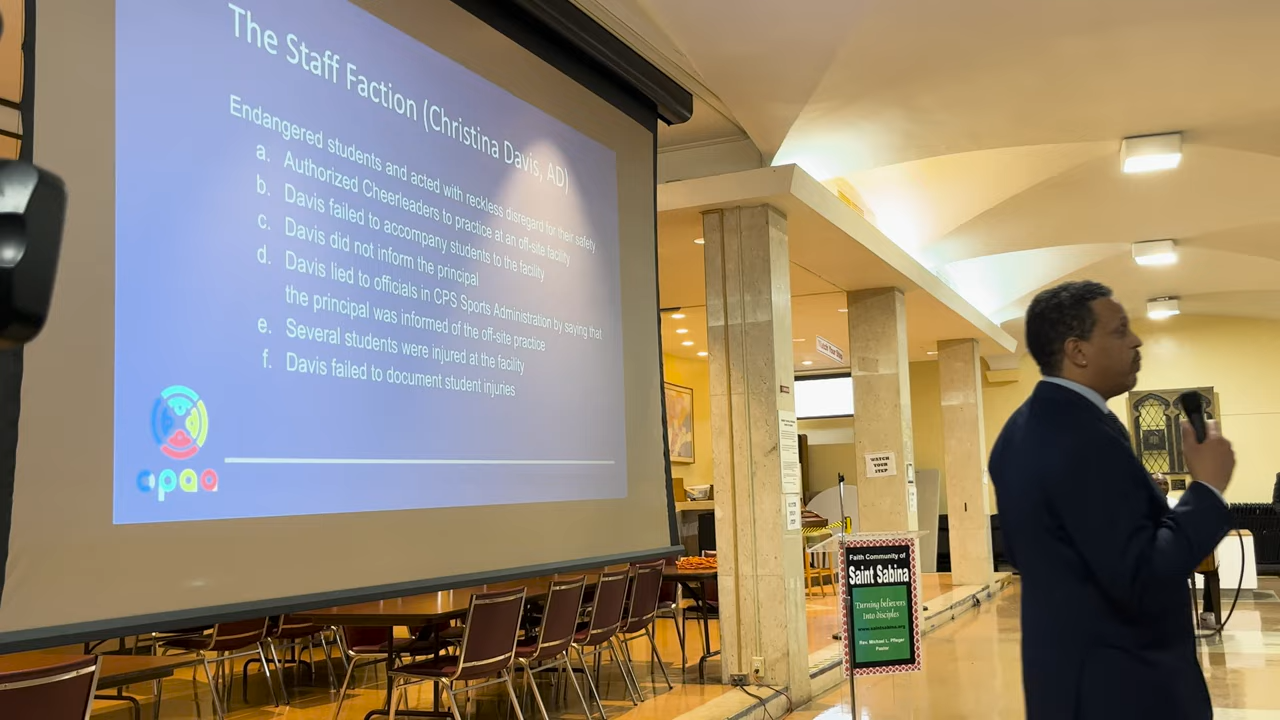 The Staff Faction (Christina Davis, AD)
Endangered students and acted with reckless disregard for their safety
a. Authorized Cheerleaders to practice at an off-site facility
b. Davis failed to accompany students to the facility
c. Davis did not inform the principal
d. Davis lied to officials in CPS Sports Administration by saying that
the principal was informed of the off-site practice
e. Several students were injured at the facility
f. Davis failed to document student injuries
cpaa
WATCH
YOUR
STEP
Faith Community of
Saint Sabina
Turning believers
Into disciples
www.saintsabina.org
Rev. Michael L. Pfleger
Pastor